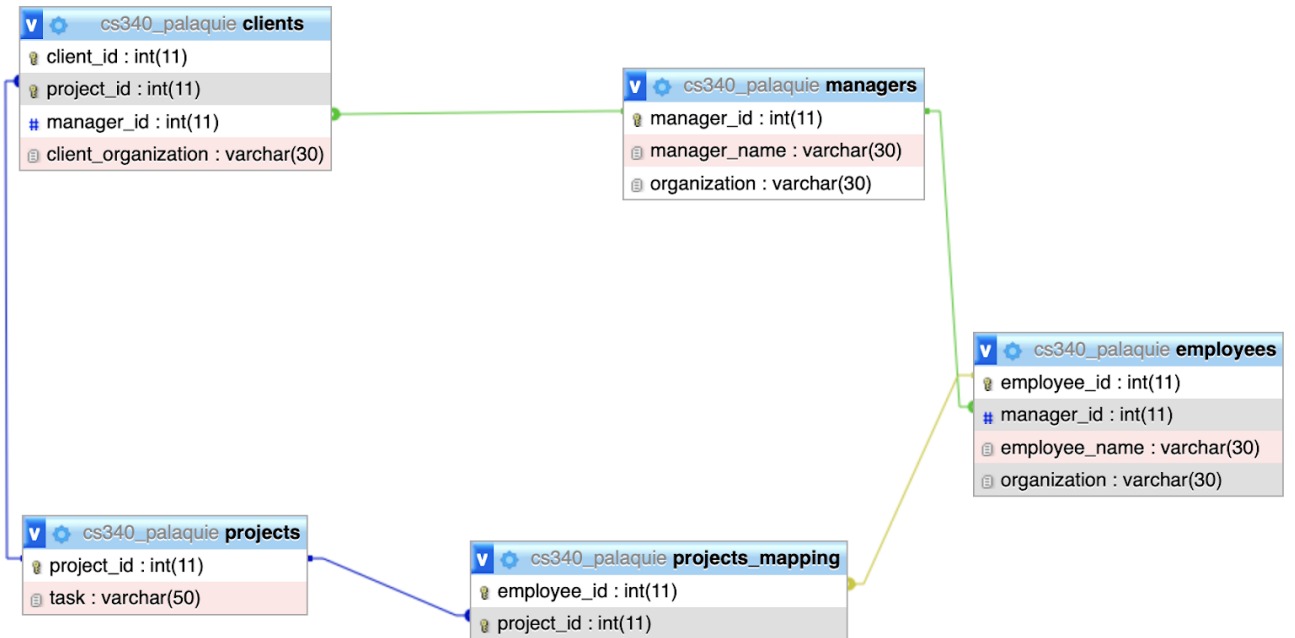 cs340_palaquie clients
client_id : int(11)
project_id : int(11)
# manager_id : int(11)
client_organization : varchar(30)
cs340_palaquie managers
manager_id : int(11)
manager_name : varchar(30)
organization : varchar(30)
cs340_palaquie employees
employee_id : int(11)
# manager_id : int(11)
employee_name : varchar(30)
organization : varchar(30)
cs340_palaquie projects
project_id : int(11)
task : varchar(50)
cs340_palaquie projects_mapping
employee_id : int(11)
project_id : int(11)